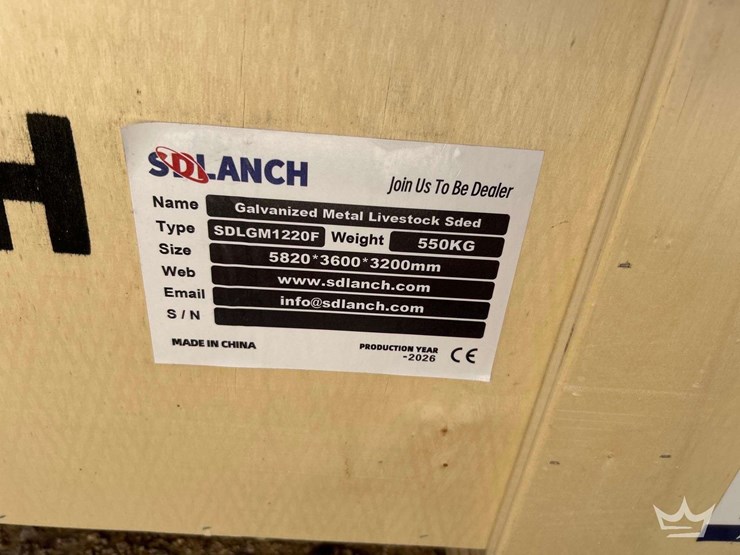 H
SDLANCH
Join Us To Be Dealer
Name Galvanized Metal Livestock Sded
Type SDLGM1220F Weight 550KG
Size 5820*3600*3200mm
Web www.sdlanch.com
Email info@sdlanch.com
S / N
MADE IN CHINA
PRODUCTION YEAR
-2026
CE